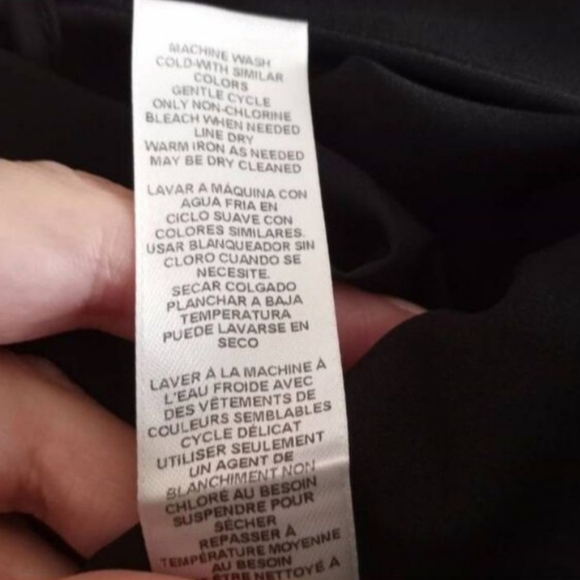 MACHINE WASH
COLD-WITH SIMILAR
COLORS
GENTLE CYCLE
ONLY NON-CHLORINE
BLEACH WHEN NEEDED
LINE DRY
WARM IRON AS NEEDED
MAY BE DRY CLEANED
LAVAR A MÁQUINA CON
AGUA FRIA EN
CICLO SUAVE CON
COLORES SIMILARES.
USAR BLANQUEADOR SIN
CLORO CUANDO SE
NECESITE.
SECAR COLGADO
PLANCHAR A BAJA
TEMPERATURA
PUEDE LAVARSE EN
SECO
LAVER À LA MACHINE À
L'EAU FROIDE AVEC
DES VÊTEMENTS DE
COULEURS SEMBLABLES
CYCLE DÉLICAT
UTILISER SEULEMENT
UN AGENT DE
BLANCHIMENT NON
CHLORÉ AU BESOIN
SUSPENDRE POUR
SÉCHER
REPASSER À
TEMPÉRATURE MOYENNE
AU BESOIN
ÊTRE NETTOYÉ À